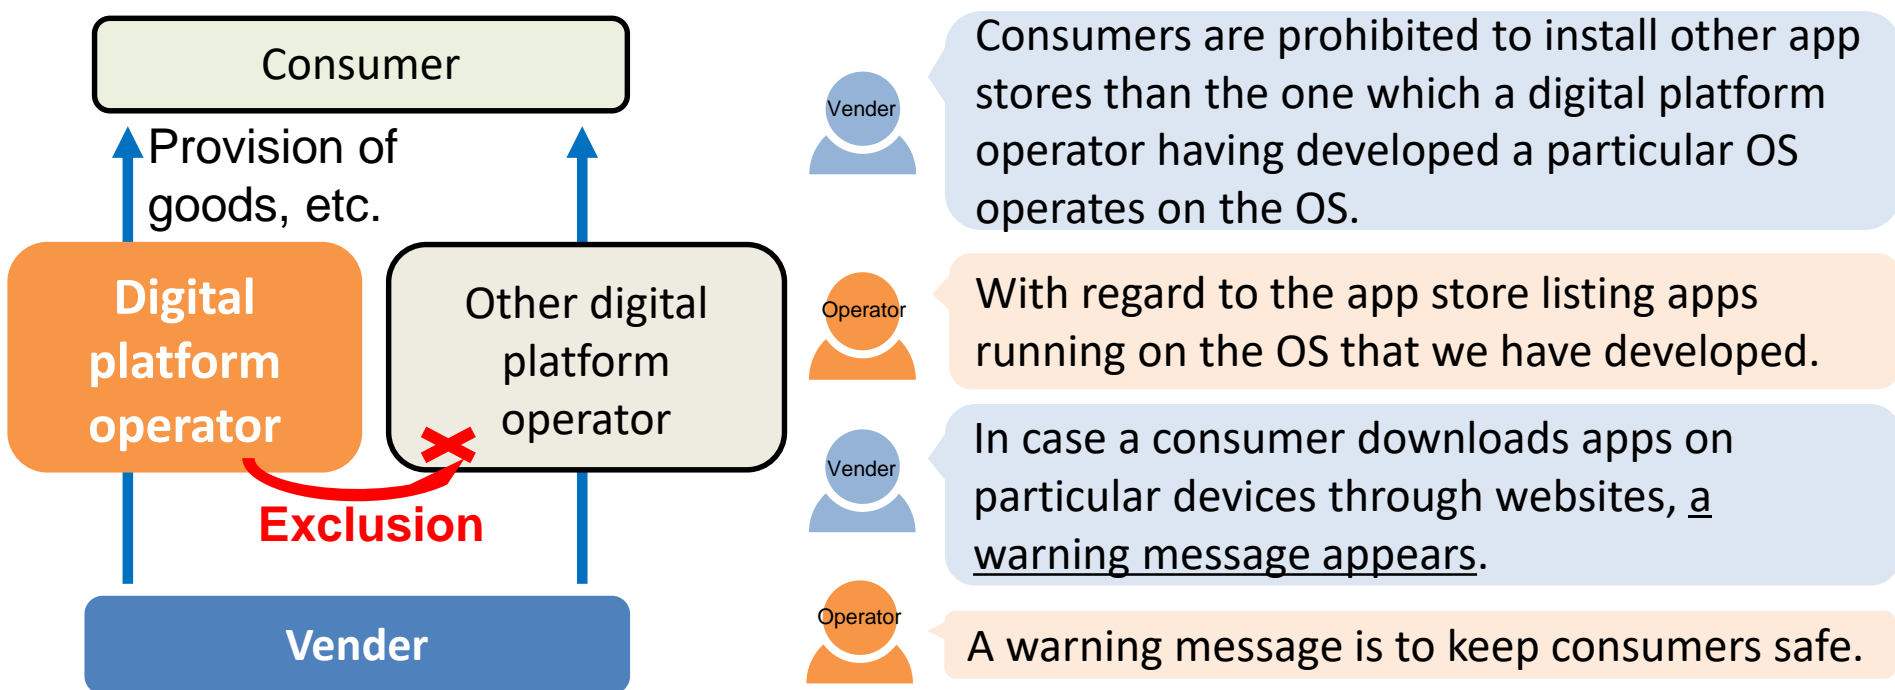 Consumer
Provision of
goods, etc.
Digital
platform
operator
Other digital
platform
operator
Exclusion
Vender
Vender
Consumers are prohibited to install other app
stores than the one which a digital platform
operator having developed a particular OS
operates on the OS.
Operator
With regard to the app store listing apps
running on the OS that we have developed.
Vender
In case a consumer downloads apps on
particular devices through websites, a
warning message appears.
Operator
A warning message is to keep consumers safe.